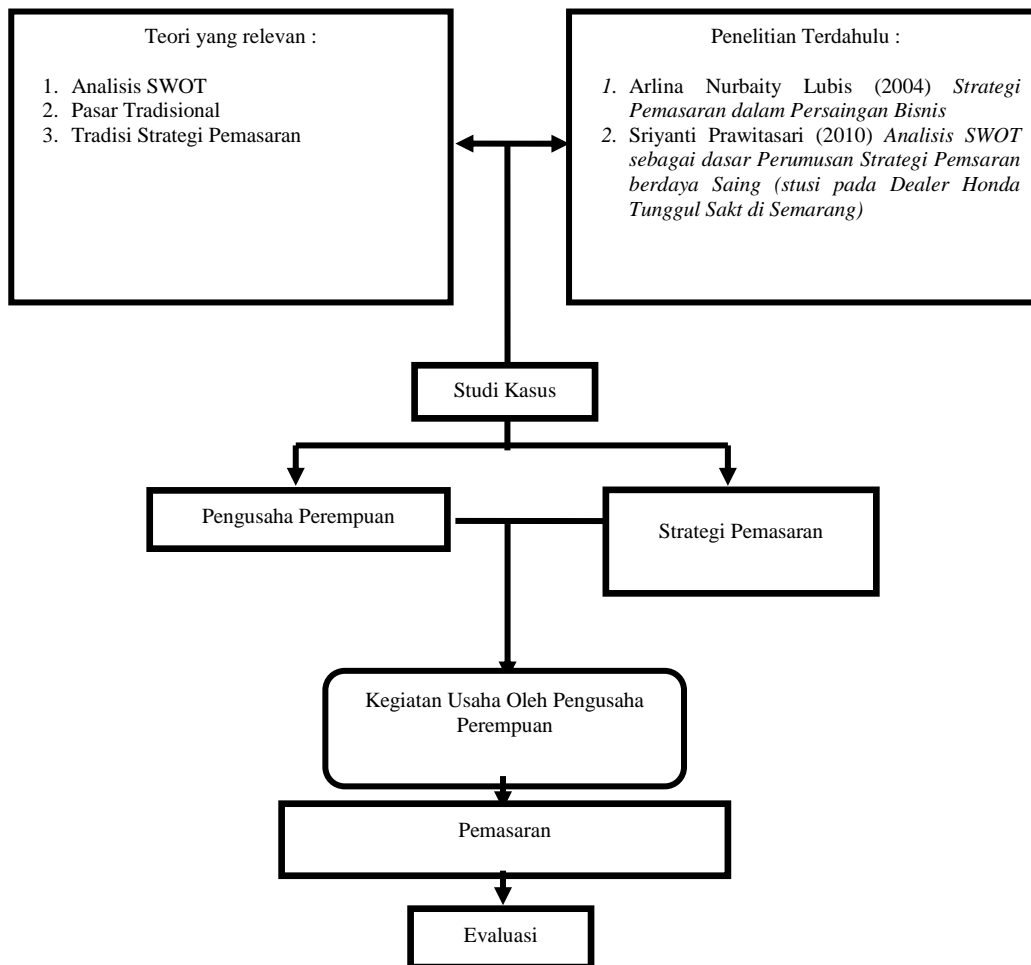 Teori yang relevan :
1. Analisis SWOT
2. Pasar Tradisional
3. Tradisi Strategi Pemasaran
Penelitian Terdahulu :
1. Arlina Nurbaity Lubis (2004) Strategi
Pemasaran dalam Persaingan Bisnis
2. Sriyanti Prawitasari (2010) Analisis SWOT
sebagai dasar Perumusan Strategi Pemsaran
berdaya Saing (stusi pada Dealer Honda
Tunggul Sakt di Semarang)
Studi Kasus
Pengusaha Perempuan
Strategi Pemasaran
Kegiatan Usaha Oleh Pengusaha
Perempuan
Pemasaran
Evaluasi